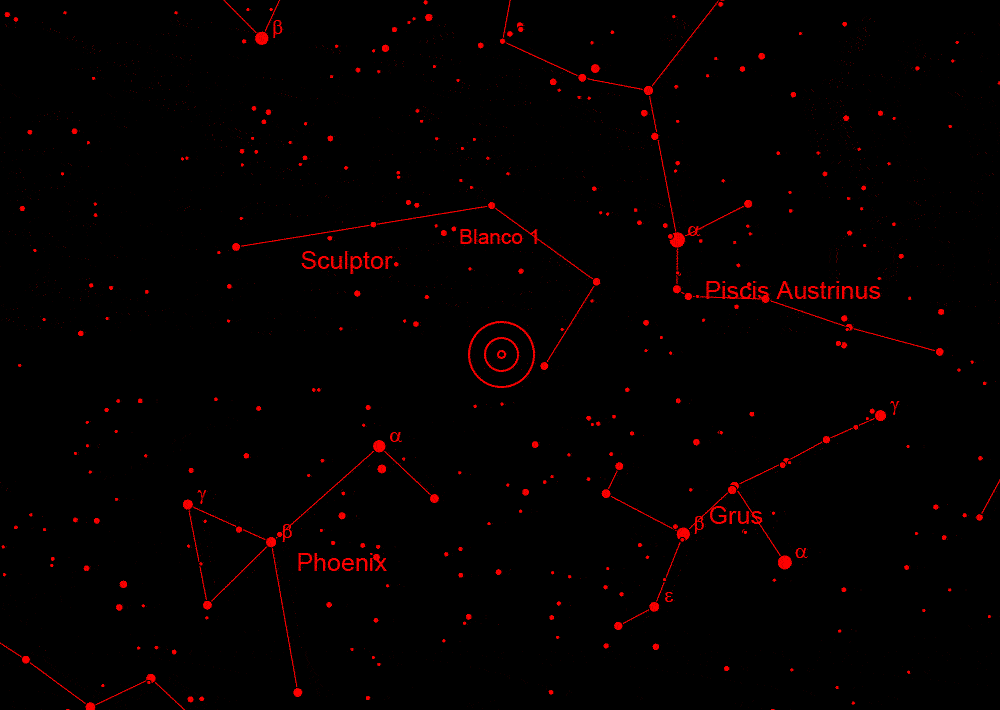 β
α
Blanco 1
Sculptor
Piscis Austrinus
γ
α
γ
Grus
β
β
α
Phoenix
ε